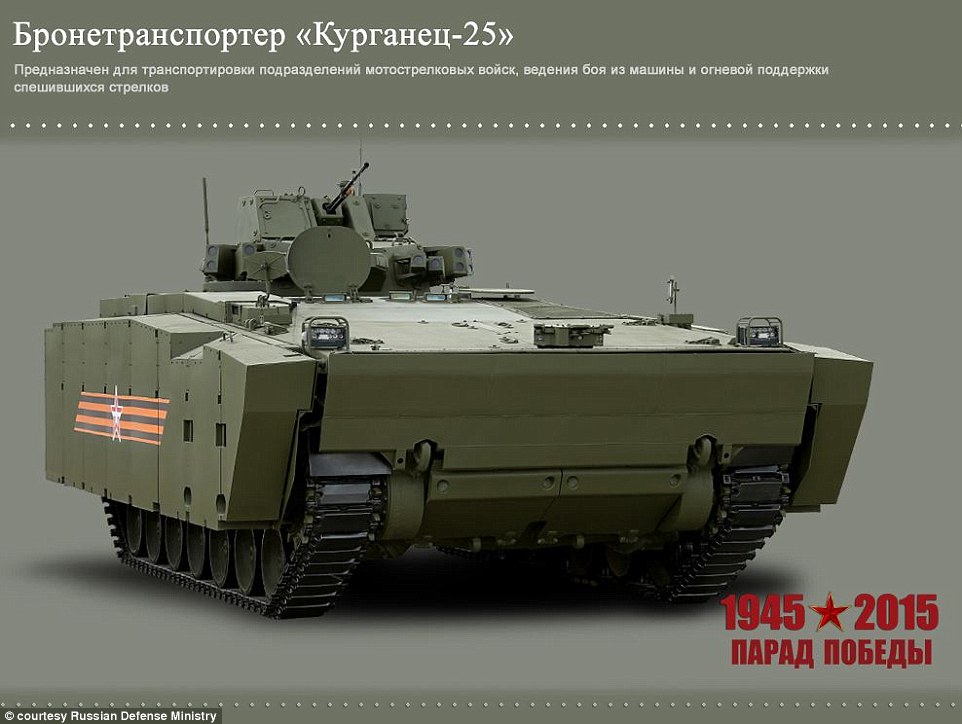 Бронетранспортер «Курганец-25»
Предназначен для транспортировки подразделений мотострелковых войск, ведения боя из машины и огневой поддержки
спешившихся стрелков
1945 2015
ПАРАД ПОБЕДЫ
© courtesy Russian Defense Ministry